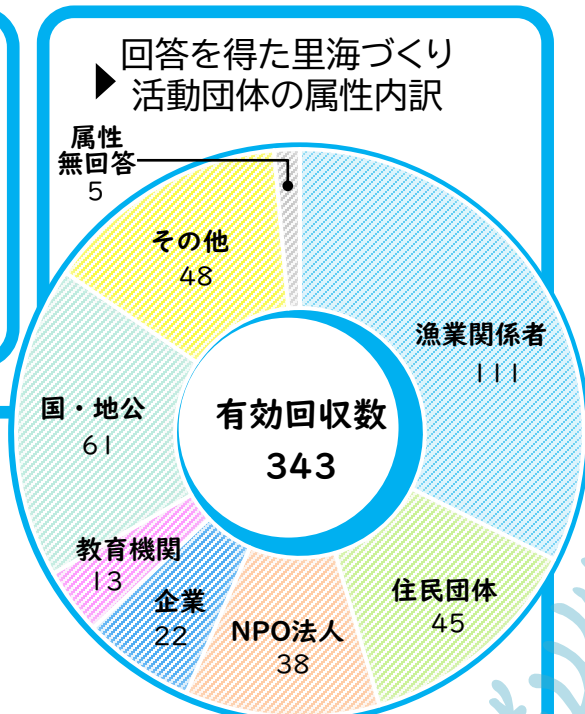 ▶回答を得た里海づくり
活動団体の属性内訳
属性
無回答
5
その他
48
漁業関係者
111
国・地公
61
有効回収数
343
教育機関
13
企業
22
NPO法人
38
住民団体
45